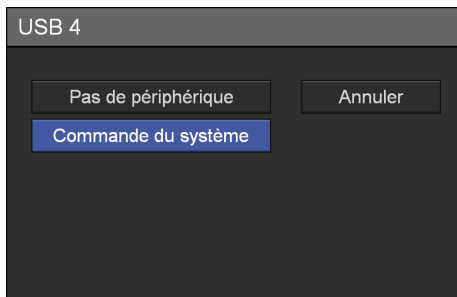 USB 4
Pas de périphérique
Annuler
Commande du système